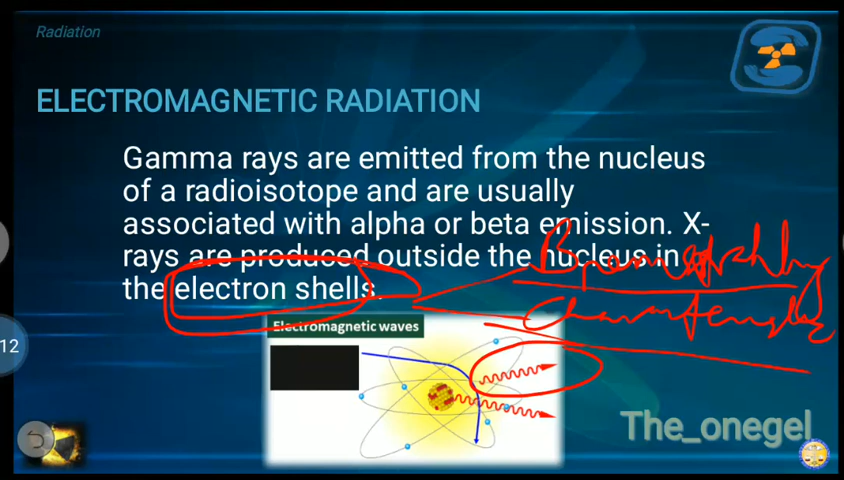 Radiation
ELECTROMAGNETIC RADIATION
Gamma rays are emitted from the nucleus
of a radioisotope and are usually
associated with alpha or beta emission. X-
rays are produced outside the nucleus in
the electron shells.
Electromagnetic waves
12
The_onegel